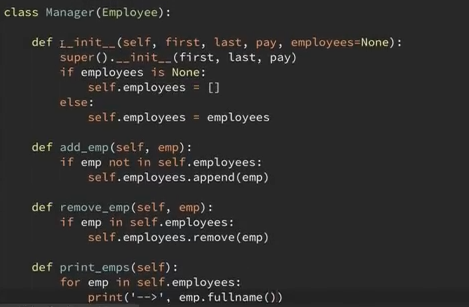 class Manager(Employee):
    def __init__(self, first, last, pay, employees=None):
        super().__init__(first, last, pay)
        if employees is None:
            self.employees = []
        else:
            self.employees = employees
    def add_emp(self, emp):
        if emp not in self.employees:
            self.employees.append(emp)
    def remove_emp(self, emp):
        if emp in self.employees:
            self.employees.remove(emp)
    def print_emps(self):
        for emp in self.employees:
            print('-->', emp.fullname())